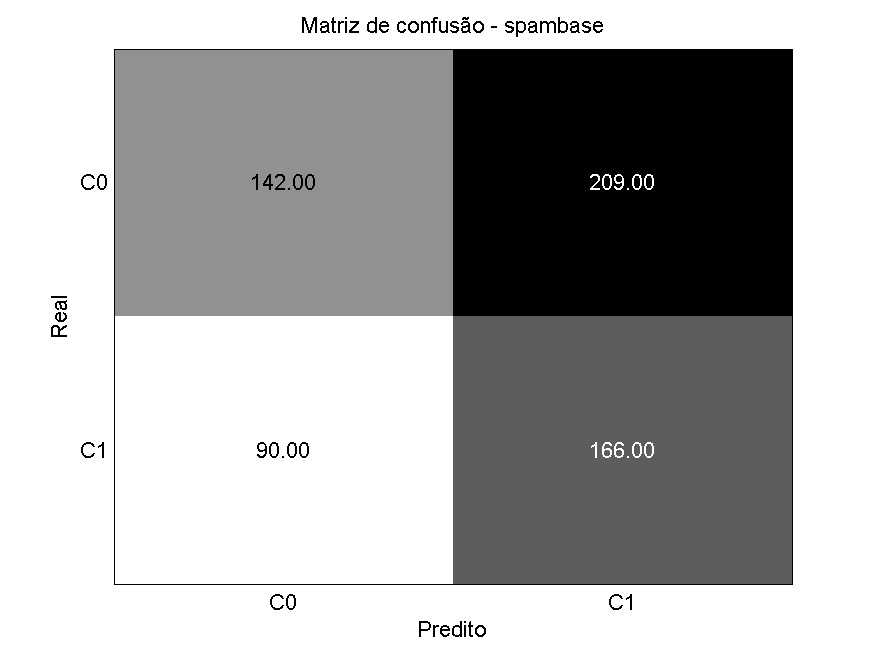 Matriz de confusão - spambase
C0
142.00
209.00
Real
C1
90.00
166.00
C0
C1
Predito